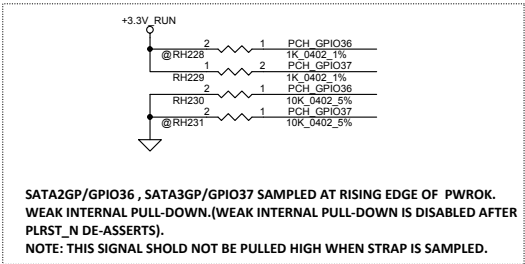 +3.3V_RUN
2 1 PCH_GPIO36
@RH228 1K_0402_1%
1 2 PCH_GPIO37
RH229 1K_0402_1%
2 1 PCH_GPIO36
RH230 10K_0402_5%
2 1 PCH_GPIO37
@RH231 10K_0402_5%
SATA2GP/GPIO36 , SATA3GP/GPIO37 SAMPLED AT RISING EDGE OF PWROK.
WEAK INTERNAL PULL-DOWN.(WEAK INTERNAL PULL-DOWN IS DISABLED AFTER
PLRST_N DE-ASSERTS).
NOTE: THIS SIGNAL SHOLD NOT BE PULLED HIGH WHEN STRAP IS SAMPLED.